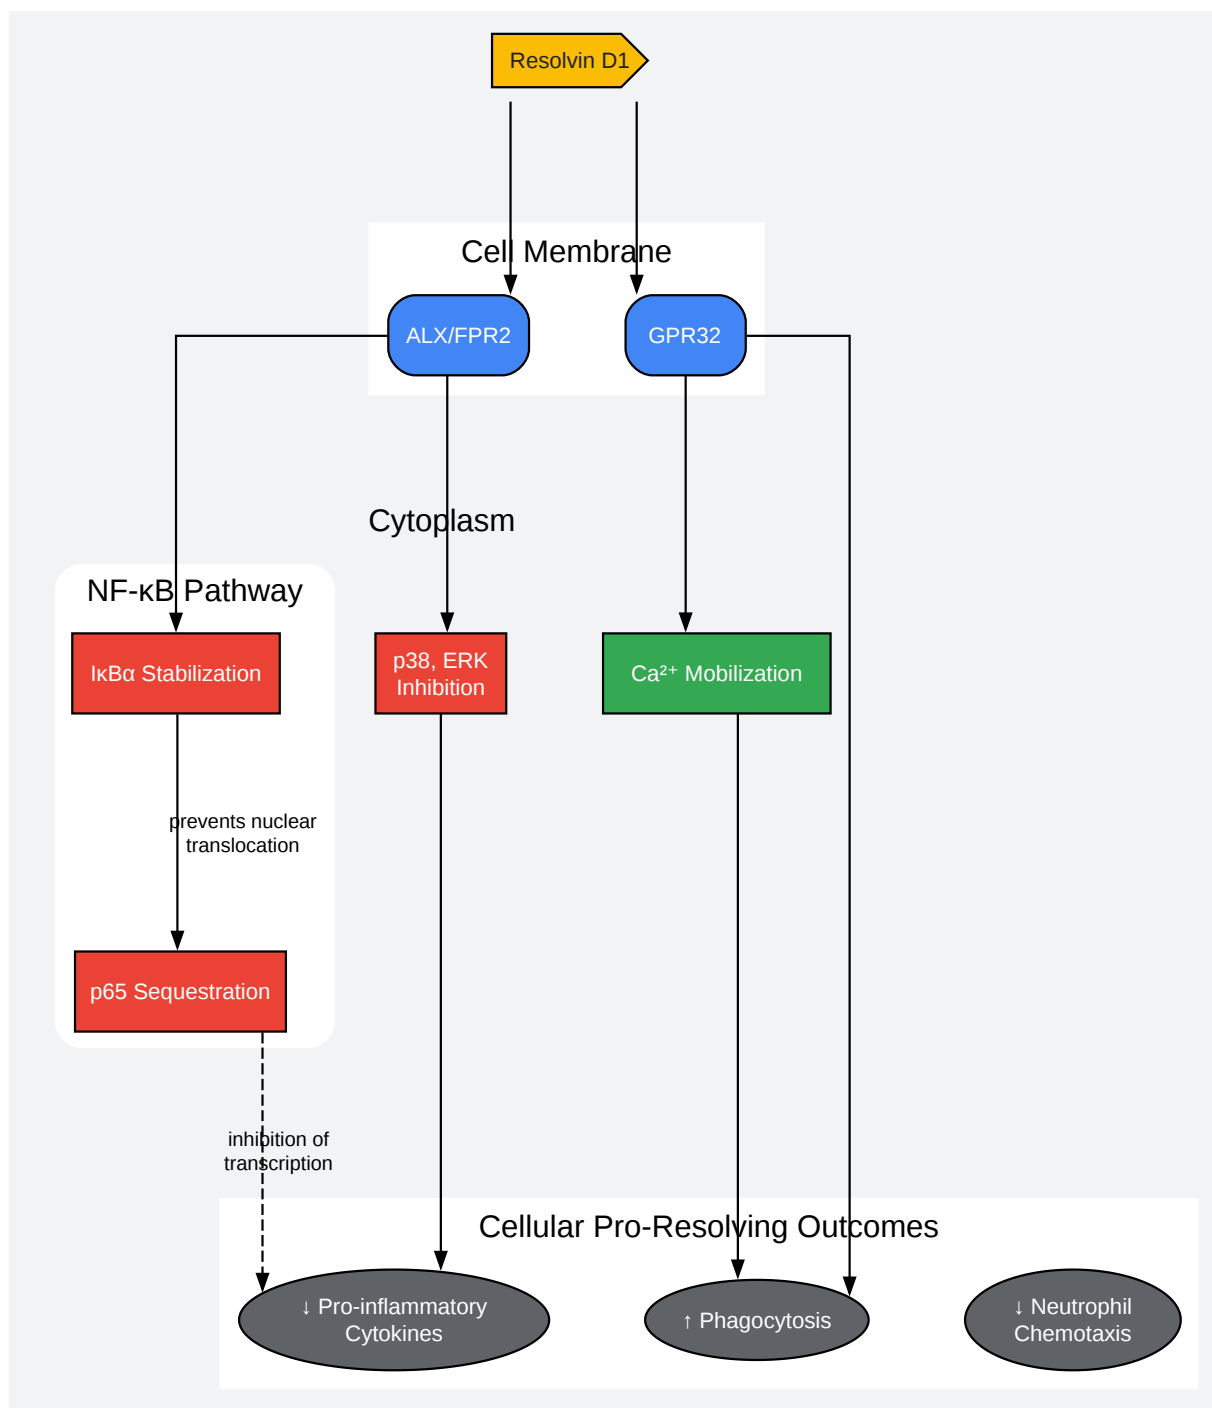 Resolvin D1
Cell Membrane
ALX/FPR2
GPR32
Cytoplasm
NF-κB Pathway
IκBα Stabilization
p38, ERK
Inhibition
Ca²⁺ Mobilization
prevents nuclear
translocation
p65 Sequestration
inhibition of
transcription
Cellular Pro-Resolving Outcomes
↓ Pro-inflammatory
Cytokines
↑ Phagocytosis
↓ Neutrophil
Chemotaxis